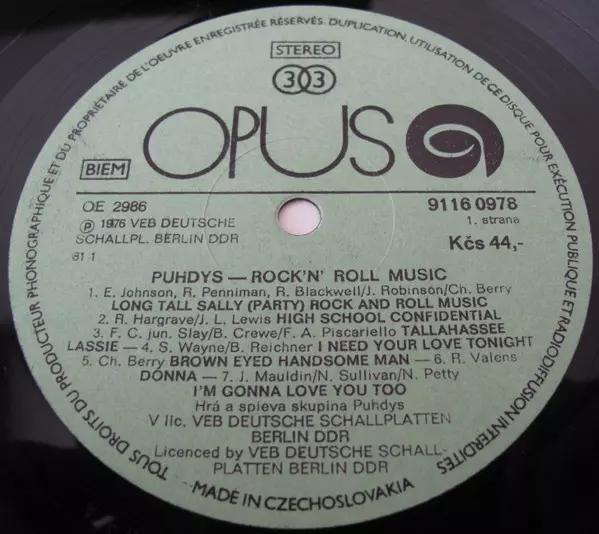 TOUS DROITS DU PRODUCTEUR PHONOGRAPHIQUE ET DU PROPRIÉTAIRE DE L'OEUVRE ENREGISTRÉE RÉSERVÉS. DUPLICATION, UTILISATION DE CE DISQUE POUR EXÉCUTION PUBLIQUE ET RADIODIFFUSION INTERDITES
STEREO
33
OPUS
BIEM
OE 2986
9116 0978
Ⓟ 1976 VEB DEUTSCHE
1. strana
SCHALLPL. BERLIN DDR
Kčs 44,-
81 1
PUHDYS — ROCK'N' ROLL MUSIC
1. E. Johnson, R. Penniman, R. Blackwell/J. Robinson/Ch. Berry
LONG TALL SALLY (PARTY) ROCK AND ROLL MUSIC
2. R. Hargrave/J. L. Lewis HIGH SCHOOL CONFIDENTIAL
3. F. C. jun. Slay/B. Crewe/F. A. Piscariello TALLAHASSEE
LASSIE — 4. S. Wayne/B. Reichner I NEED YOUR LOVE TONIGHT
5. Ch. Berry BROWN EYED HANDSOME MAN — 6. R. Valens
DONNA — 7. J. Mauldin/N. Sullivan/N. Petty
I'M GONNA LOVE YOU TOO
Hrá a spieva skupina Puhdys
V lic. VEB DEUTSCHE SCHALLPLATTEN
BERLIN DDR
Licenced by VEB DEUTSCHE SCHALL-
PLATTEN BERLIN DDR
MADE IN CZECHOSLOVAKIA